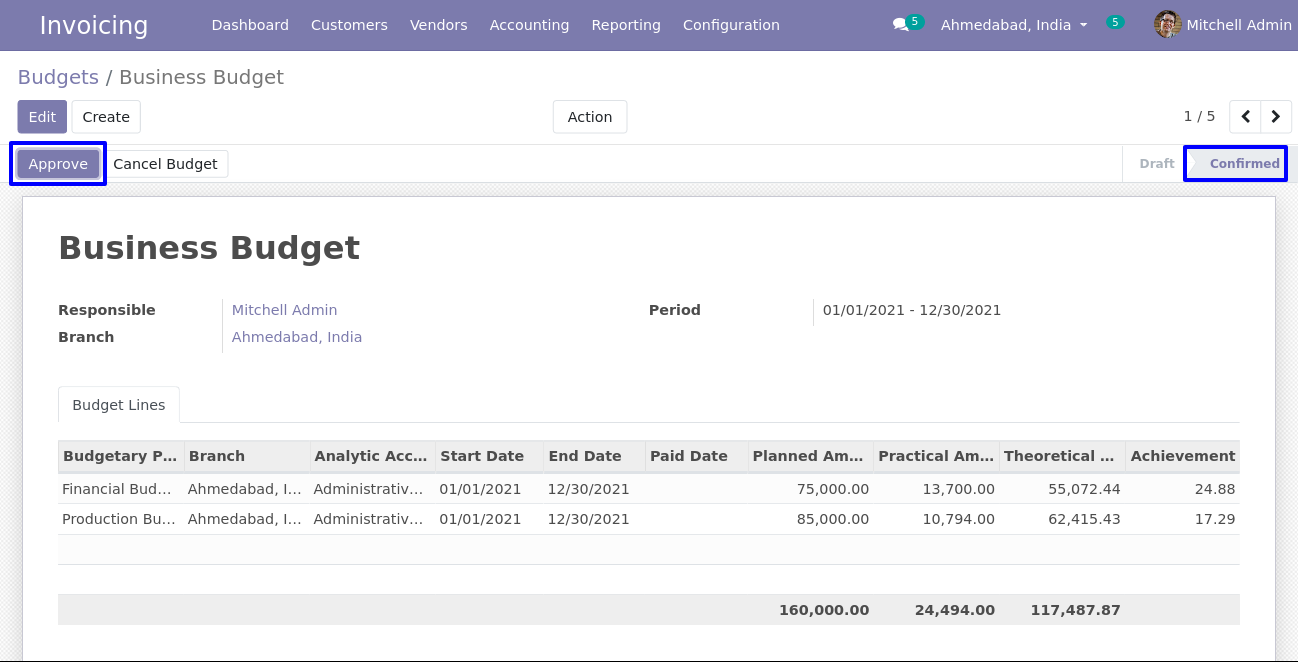 Invoicing Dashboard Customers Vendors Accounting Reporting Configuration 5 Ahmedabad, India 5 Mitchell Admin
Budgets / Business Budget
Edit Create Action 1 / 5
Approve Cancel Budget Draft Confirmed
Business Budget
Responsible Mitchell Admin Period 01/01/2021 - 12/30/2021
Branch Ahmedabad, India
Budget Lines
Budgetary P... Branch Analytic Acc... Start Date End Date Paid Date Planned Am... Practical Am... Theoretical ... Achievement
Financial Bud... Ahmedabad, I... Administrativ... 01/01/2021 12/30/2021 75,000.00 13,700.00 55,072.44 24.88
Production Bu... Ahmedabad, I... Administrativ... 01/01/2021 12/30/2021 85,000.00 10,794.00 62,415.43 17.29
160,000.00 24,494.00 117,487.87